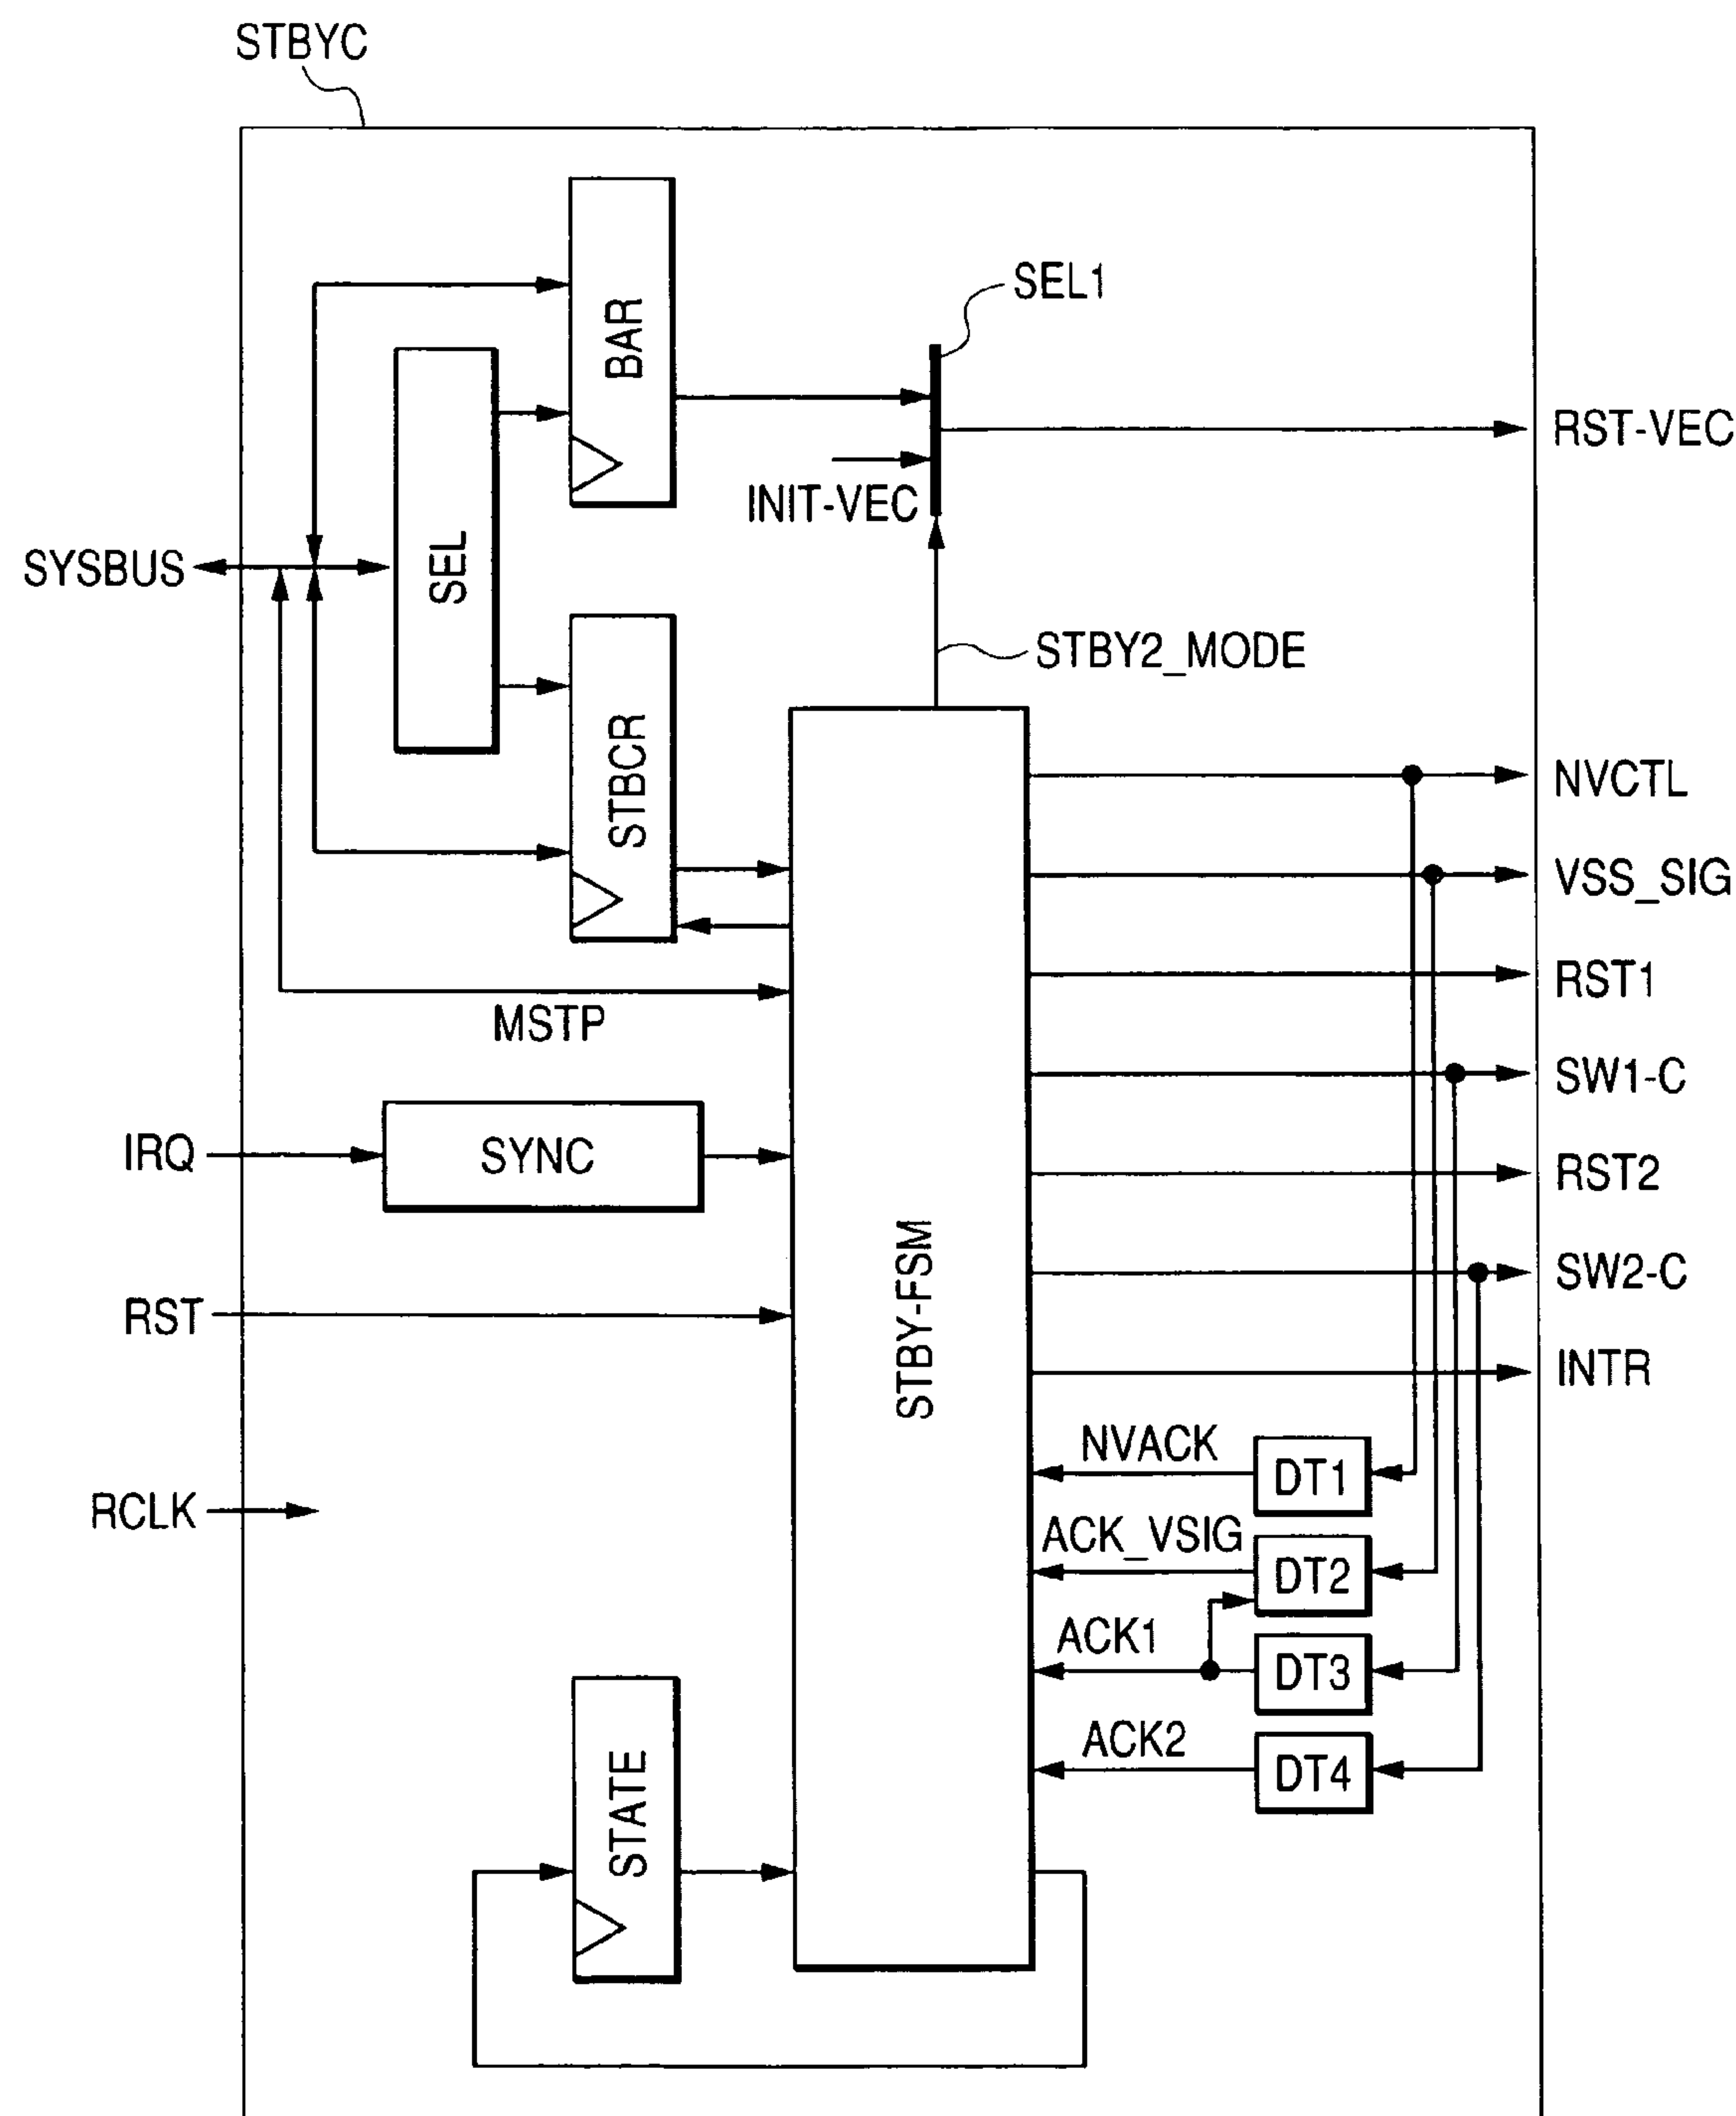 STBYC
BAR
SEL1
RST-VEC
INIT-VEC
SYSBUS
SEL
STBY2_MODE
STBCR
NVCTL
VSS_SIG
RST1
MSTP
SW1-C
IRQ
SYNC
RST2
STBY-FSM
SW2-C
RST
INTR
NVACK
DT1
RCLK
ACK_VSIG
DT2
ACK1
DT3
STATE
ACK2
DT4